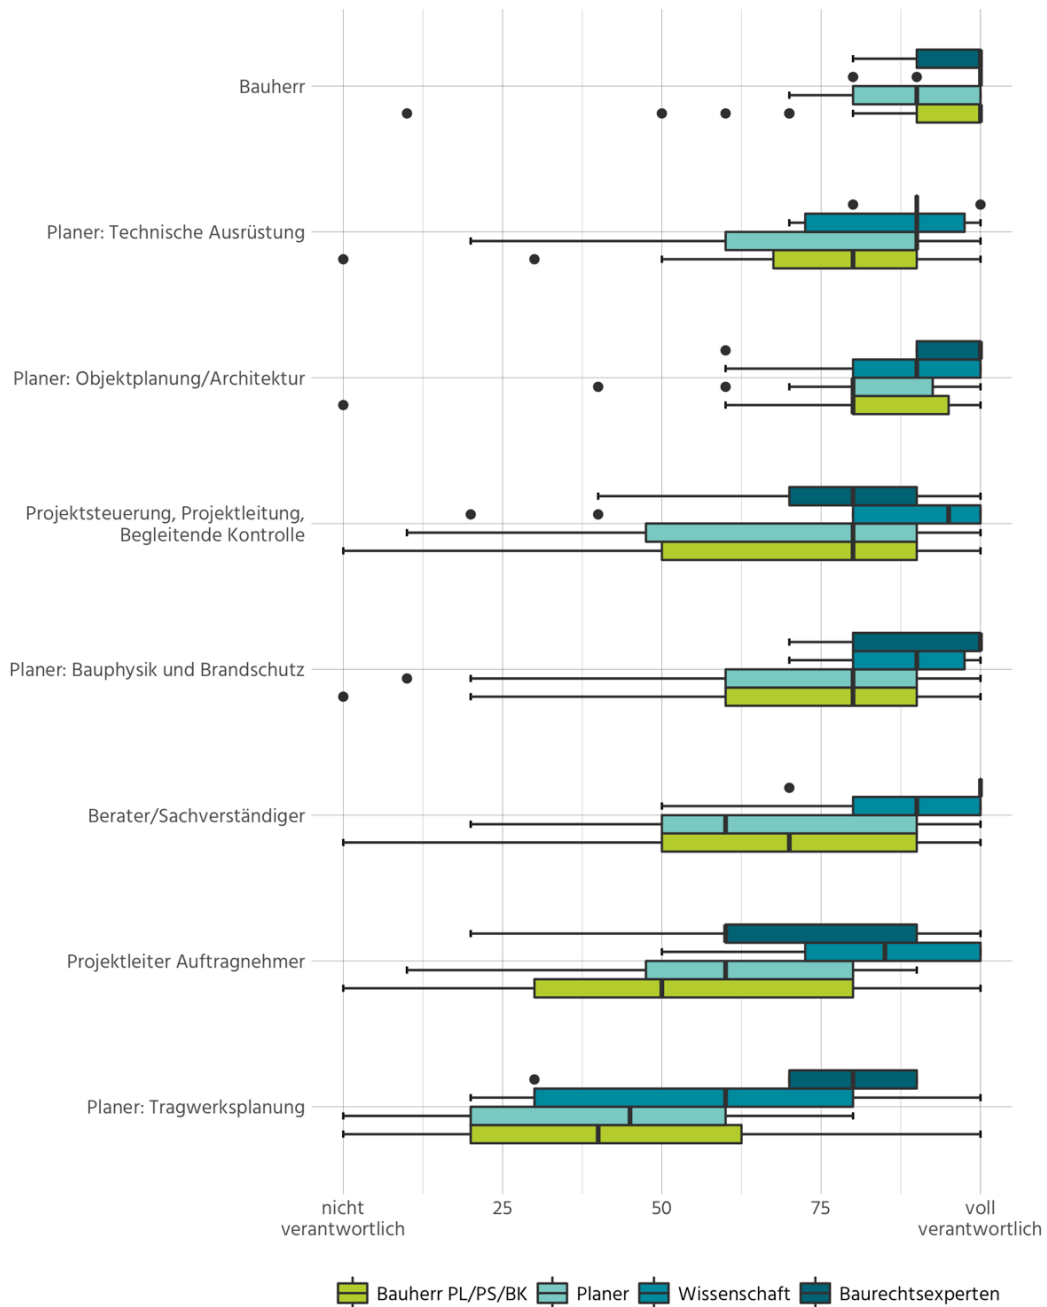 Bauherr
Planer: Technische Ausrüstung
Planer: Objektplanung/Architektur
Projektsteuerung, Projektleitung,
Begleitende Kontrolle
Planer: Bauphysik und Brandschutz
Berater/Sachverständiger
Projektleiter Auftragnehmer
Planer: Tragwerksplanung
nicht verantwortlich 25 50 75 voll verantwortlich
Bauherr PL/PS/BK Planer Wissenschaft Baurechtsexperten